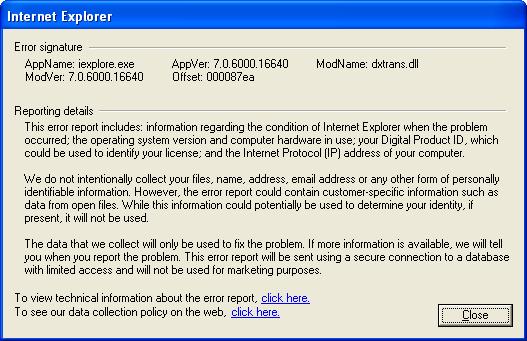 Internet Explorer
Error signature
AppName: iexplore.exe AppVer: 7.0.6000.16640 ModName: dxtrans.dll
ModVer: 7.0.6000.16640 Offset: 000087ea
Reporting details
This error report includes: information regarding the condition of Internet Explorer when the problem
occurred; the operating system version and computer hardware in use; your Digital Product ID, which
could be used to identify your license; and the Internet Protocol (IP) address of your computer.
We do not intentionally collect your files, name, address, email address or any other form of personally
identifiable information. However, the error report could contain customer-specific information such as
data from open files. While this information could potentially be used to determine your identity, if
present, it will not be used.
The data that we collect will only be used to fix the problem. If more information is available, we will tell
you when you report the problem. This error report will be sent using a secure connection to a database
with limited access and will not be used for marketing purposes.
To view technical information about the error report, click here.
To see our data collection policy on the web, click here.
Close